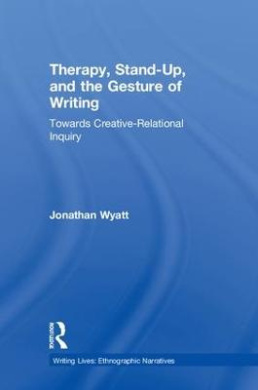 Therapy, Stand-Up,
and the Gesture of
Writing
Towards Creative-Relational
Inquiry
Jonathan Wyatt
ROUTLEDGE
Writing Lives: Ethnographic Narratives